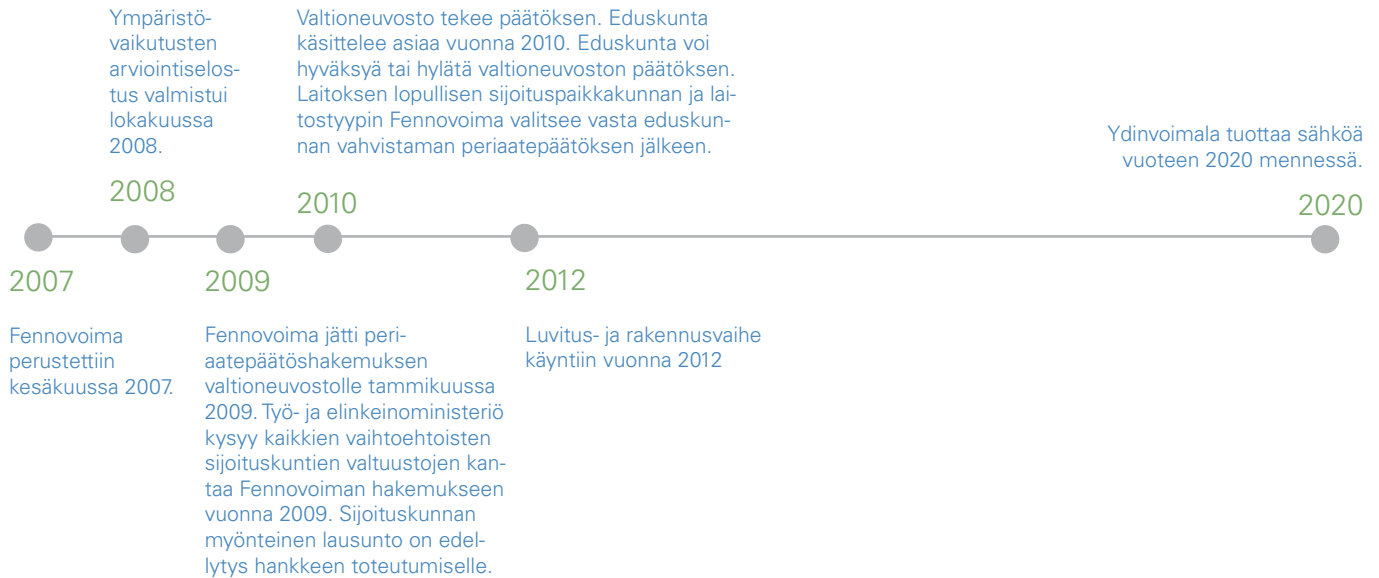 Ympäristö-
vaikutusten
arviointiselos-
tus valmistui
lokakuussa
2008.
2008
Valtioneuvosto tekee päätöksen. Eduskunta
käsittelee asiaa vuonna 2010. Eduskunta voi
hyväksyä tai hylätä valtioneuvoston päätöksen.
Laitoksen lopullisen sijoituspaikkakunnan ja lai-
tostyypin Fennovoima valitsee vasta eduskun-
nan vahvistaman periaatepäätöksen jälkeen.
2010
Ydinvoimala tuottaa sähköä
vuoteen 2020 mennessä.
2020
2007
Fennovoima
perustettiin
kesäkuussa 2007.
2009
Fennovoima jätti peri-
aatepäätöshakemuksen
valtioneuvostolle tammikuussa
2009. Työ- ja elinkeinoministeriö
kysyy kaikkien vaihtoehtoisten
sijoituskuntien valtuustojen kan-
taa Fennovoiman hakemukseen
vuonna 2009. Sijoituskunnan
myönteinen lausunto on edel-
lytys hankkeen toteutumiselle.
2012
Luvitus- ja rakennusvaihe
käyntiin vuonna 2012